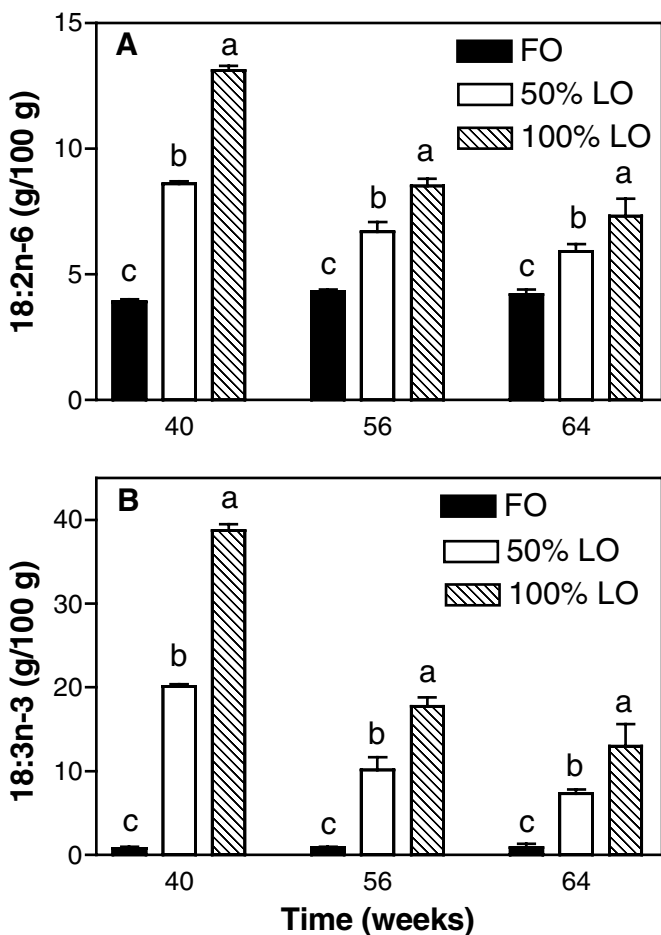 15
10
5
0
18:2n-6 (g/100 g)
A
FO
50% LO
100% LO
c b a
c b a
c b a
40 56 64
40
30
20
10
0
18:3n-3 (g/100 g)
B
FO
50% LO
100% LO
c b a
c b a
c b a
40 56 64
Time (weeks)